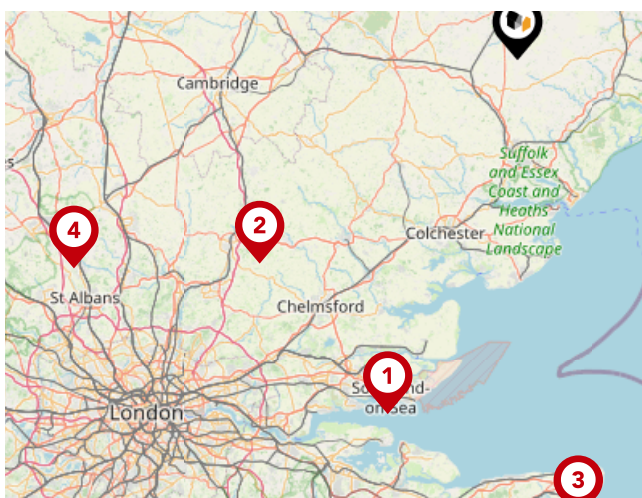 Cambridge
s
Suffolk
and Essex
Coast and
Heaths
National
Landscape
4
2
Colchester
St Albans
Chelmsford
1
on-Sea
London
3